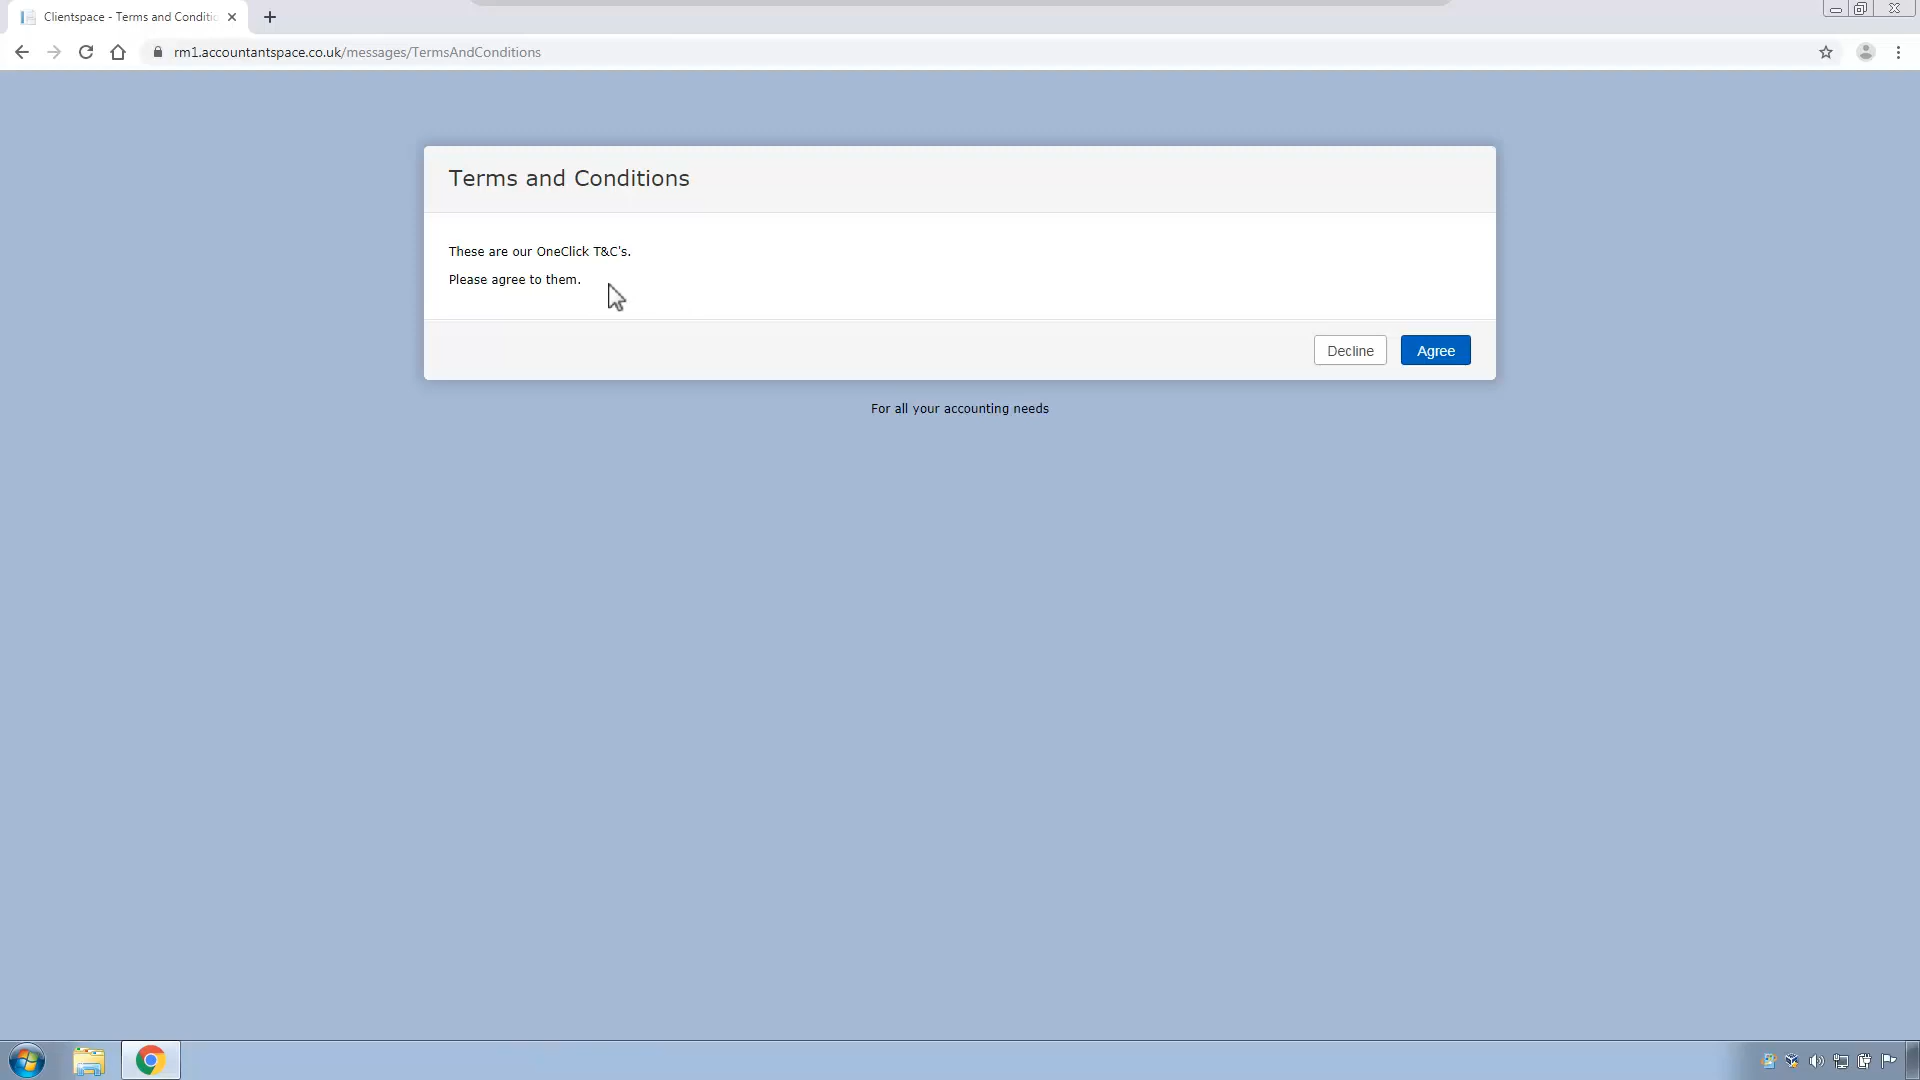 Clientspace - Terms and Conditic
rm1.accountantspace.co.uk/messages/TermsAndConditions
Terms and Conditions
These are our OneClick T&C's.
Please agree to them.
Decline
Agree
For all your accounting needs